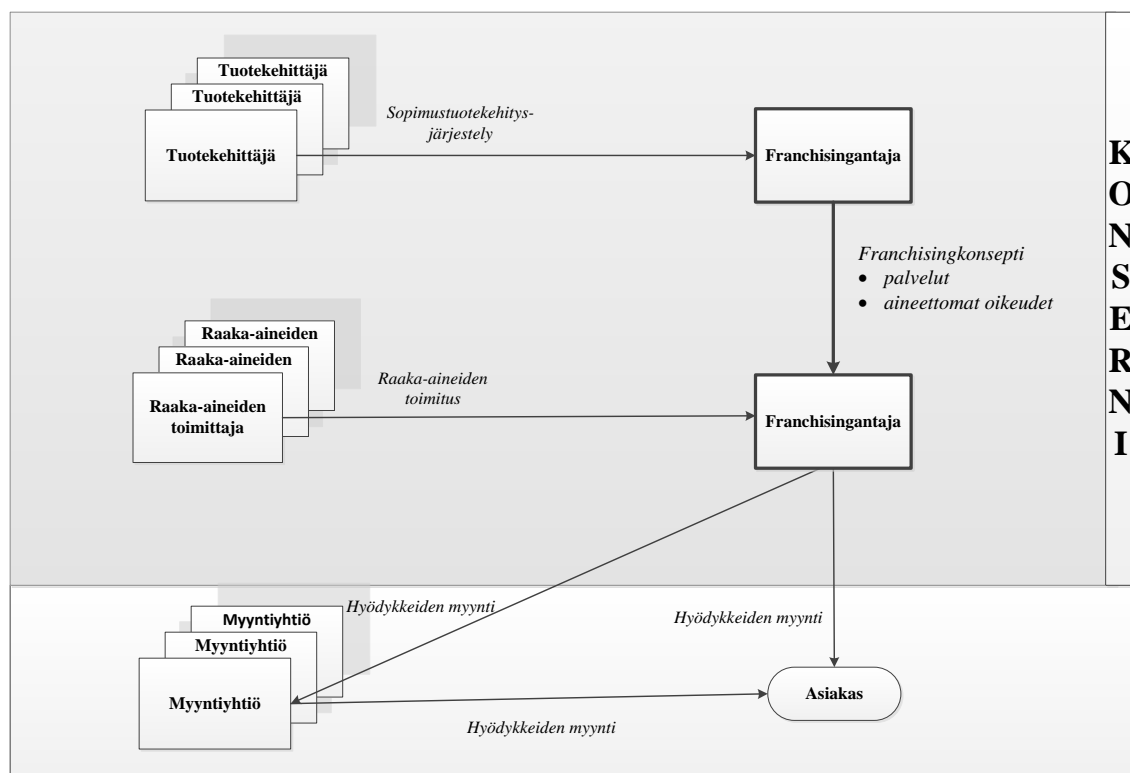 Tuotekehittäjä
Tuotekehittäjä
Tuotekehittäjä
Sopimustuotekehitys-
järjestely
Franchisingantaja
Franchisingkonsepti
• palvelut
• aineettomat oikeudet
Raaka-aineiden
Raaka-aineiden
Raaka-aineiden
toimittaja
Raaka-aineiden
toimitus
Franchisingantaja
Hyödykkeiden myynti
Hyödykkeiden myynti
Myyntiyhtiö
Myyntiyhtiö
Myyntiyhtiö
Asiakas
Hyödykkeiden myynti
K
O
N
S
E
R
N
I